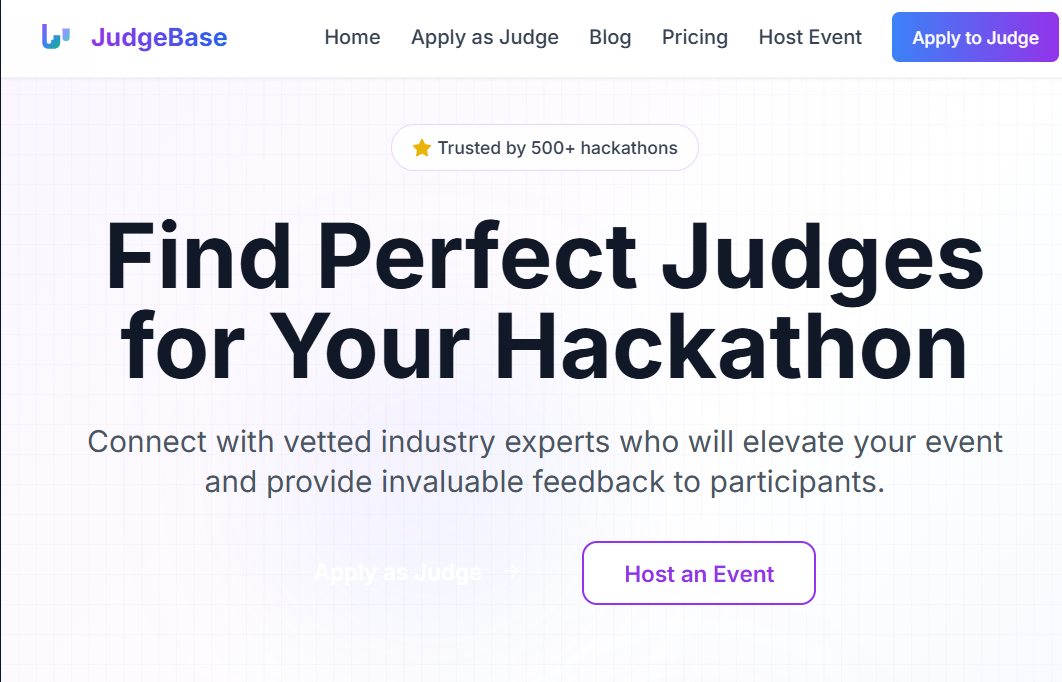 JudgeBase
Home
Apply as Judge
Blog
Pricing
Host Event
Apply to Judge
Trusted by 500+ hackathons
Find Perfect Judges
for Your Hackathon
Connect with vetted industry experts who will elevate your event
and provide invaluable feedback to participants.
Apply as Judge →
Host an Event